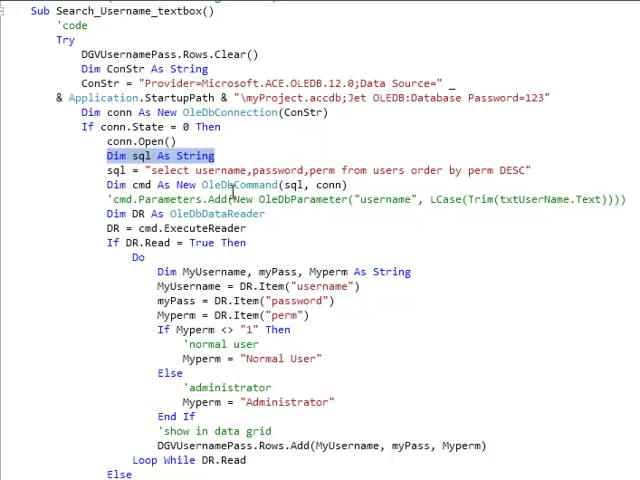 Sub Search_Username_textbox()
'code
Try
DGVUsernamePass.Rows.Clear()
Dim ConStr As String
ConStr = "Provider=Microsoft.ACE.OLEDB.12.0;Data Source=" _
& Application.StartupPath & "\myProject.accdb;Jet OLEDB:Database Password=123"
Dim conn As New OleDbConnection(ConStr)
If conn.State = 0 Then
conn.Open()
Dim sql As String
sql = "select username,password,perm from users order by perm DESC"
Dim cmd As New OleDbCommand(sql, conn)
'cmd.Parameters.Add(New OleDbParameter("username", LCase(Trim(txtUserName.Text))))
Dim DR As OleDbDataReader
DR = cmd.ExecuteReader
If DR.Read = True Then
Do
Dim MyUsername, myPass, Myperm As String
MyUsername = DR.Item("username")
myPass = DR.Item("password")
Myperm = DR.Item("perm")
If Myperm <> "1" Then
'normal user
Myperm = "Normal User"
Else
'administrator
Myperm = "Administrator"
End If
'show in data grid
DGVUsernamePass.Rows.Add(MyUsername, myPass, Myperm)
Loop While DR.Read
Else